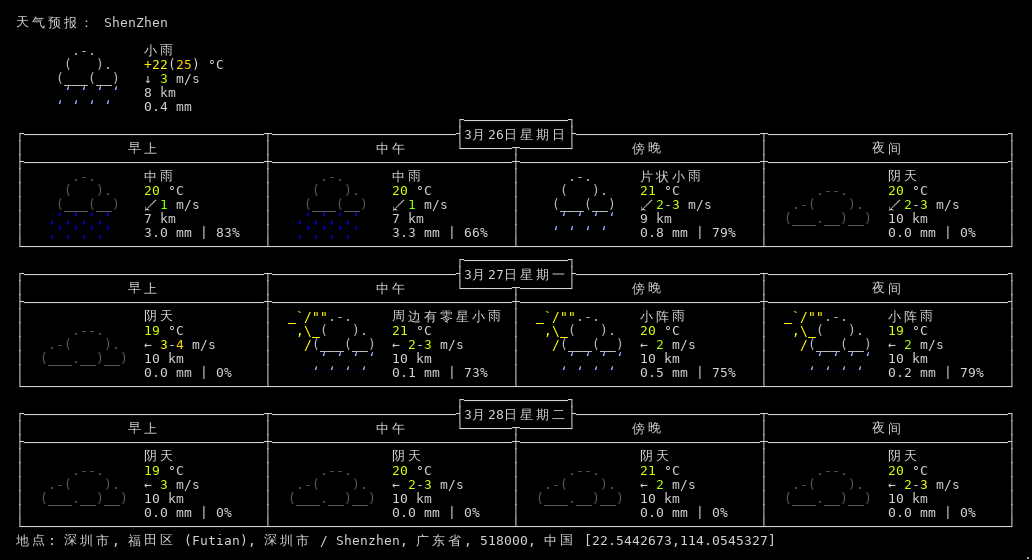 天气预报： ShenZhen
小雨
+22(25) °C
↓ 3 m/s
8 km
0.4 mm
3月26日星期日
早上 中午 傍晚 夜间
中雨 中雨 片状小雨 阴天
20 °C 20 °C 21 °C 20 °C
↙ 1 m/s ↙ 1 m/s ↙ 2-3 m/s ↙ 2-3 m/s
7 km 7 km 9 km 10 km
3.0 mm | 83% 3.3 mm | 66% 0.8 mm | 79% 0.0 mm | 0%
3月27日星期一
早上 中午 傍晚 夜间
阴天 周边有零星小雨 小阵雨 小阵雨
19 °C 21 °C 20 °C 19 °C
← 3-4 m/s ← 2-3 m/s ← 2 m/s ← 2 m/s
10 km 10 km 10 km 10 km
0.0 mm | 0% 0.1 mm | 73% 0.5 mm | 75% 0.2 mm | 79%
3月28日星期二
早上 中午 傍晚 夜间
阴天 阴天 阴天 阴天
19 °C 20 °C 21 °C 20 °C
← 3 m/s ← 2-3 m/s ← 2 m/s ← 2-3 m/s
10 km 10 km 10 km 10 km
0.0 mm | 0% 0.0 mm | 0% 0.0 mm | 0% 0.0 mm | 0%
地点: 深圳市, 福田区 (Futian), 深圳市 / Shenzhen, 广东省, 518000, 中国 [22.5442673,114.0545327]